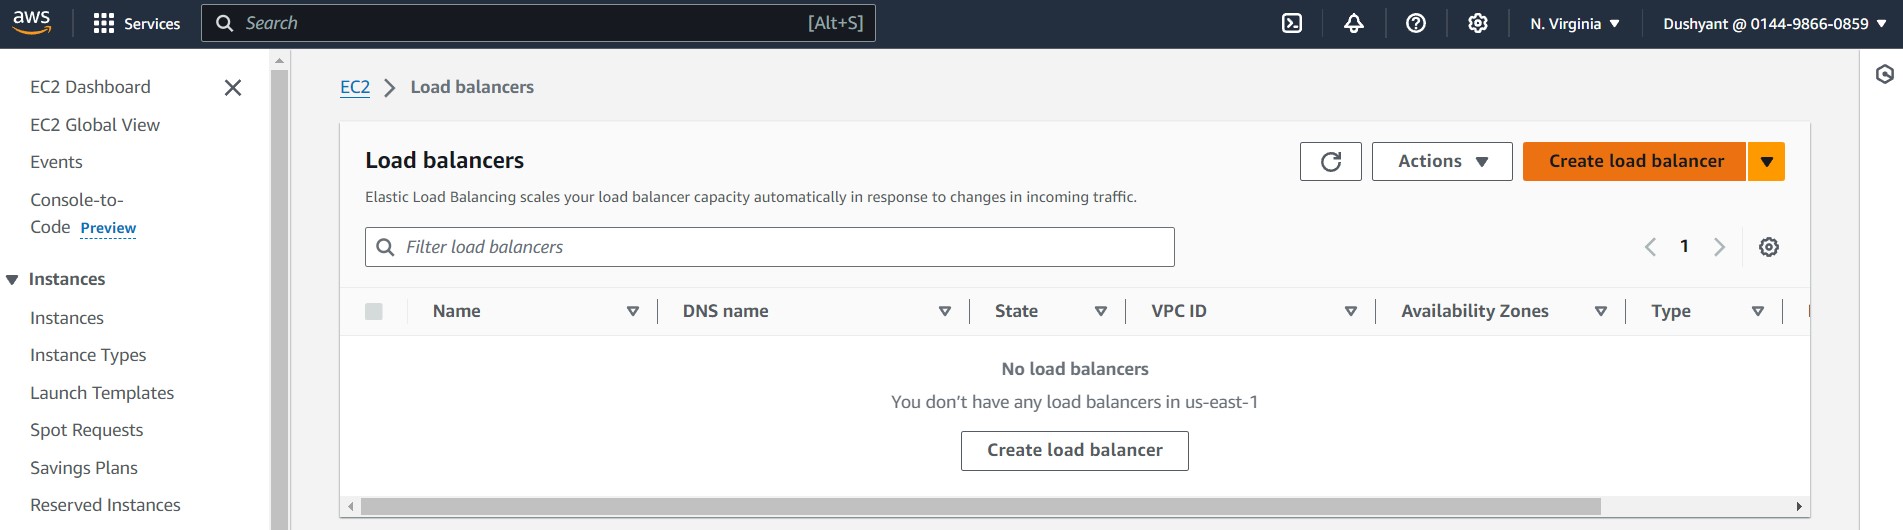 aws
Services
Search
[Alt+S]
N. Virginia
Dushyant @ 0144-9866-0859
EC2 Dashboard
EC2 Global View
Events
Console-to-
Code Preview
Instances
Instances
Instance Types
Launch Templates
Spot Requests
Savings Plans
Reserved Instances
EC2
Load balancers
Load balancers
Actions
Create load balancer
Elastic Load Balancing scales your load balancer capacity automatically in response to changes in incoming traffic.
Filter load balancers
1
Name
DNS name
State
VPC ID
Availability Zones
Type
No load balancers
You don’t have any load balancers in us-east-1
Create load balancer